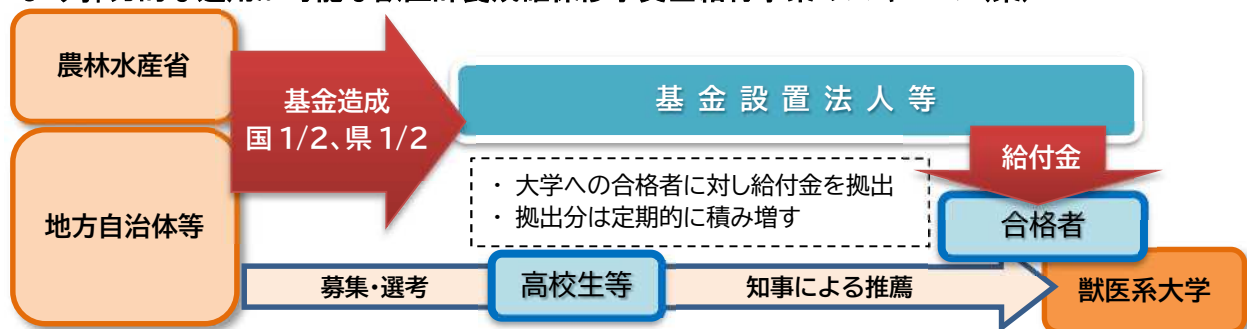 農林水産省
基金造成
国1/2、県1/2
基金設置法人等
給付金
・ 大学への合格者に対し給付金を拠出
・ 拠出分は定期的に積み増す
地方自治体等
合格者
募集・選考
高校生等
知事による推薦
獣医系大学